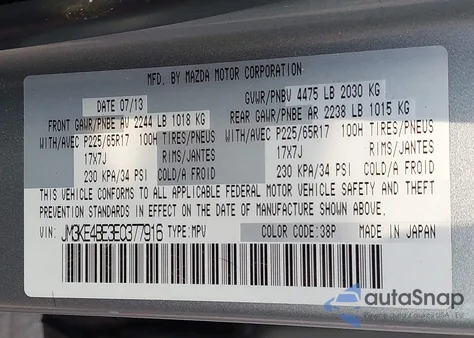 MFD. BY MAZDA MOTOR CORPORATION
DATE 07/13 GVWR/PNBV 4475 LB 2030 KG
FRONT GAWR/PNBE AV 2244 LB 1018 KG REAR GAWR/PNBE AR 2238 LB 1015 KG
WITH/AVEC P225/65R17 100H TIRES/PNEUS WITH/AVEC P225/65R17 100H TIRES/PNEUS
17X7J RIMS/JANTES 17X7J RIMS/JANTES
230 KPA/34 PSI COLD/A FROID 230 KPA/34 PSI COLD/A FROID
THIS VEHICLE CONFORMS TO ALL APPLICABLE FEDERAL MOTOR VEHICLE SAFETY AND THEFT
PREVENTION STANDARDS IN EFFECT ON THE DATE OF MANUFACTURE SHOWN ABOVE.
VIN: JM3KE4BE3E0377916 TYPE: MPV COLOR CODE: 38P MADE IN JAPAN
autoSnap